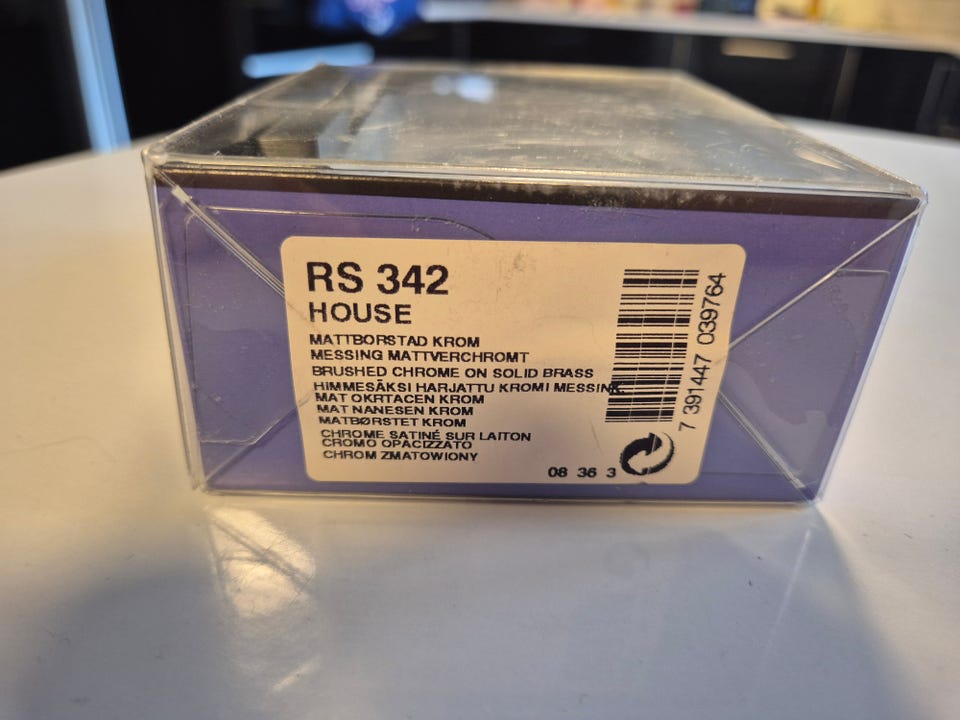 RS 342
HOUSE
MATTBORSTAD KROM
MESSING MATTVERCHROMT
BRUSHED CHROME ON SOLID BRASS
HIMMESÄKSI HARJATTU KROMI MESSINK
MAT OKRTACEN KROM
MAT NANESEN KROM
MATBØRSTET KROM
CHROME SATINÉ SUR LAITON
CROMO OPACIZZATO
CHROM ZMATOWIONY
08 36 3
7 391447 039764